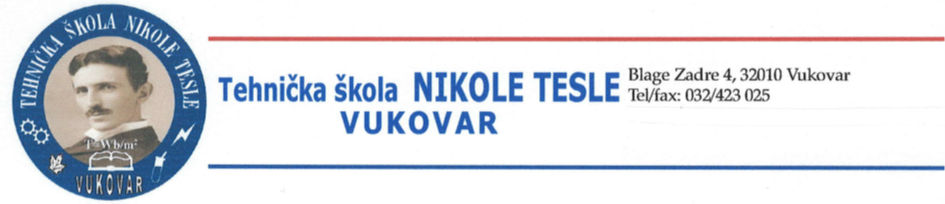 TEHNIČKA ŠKOLA NIKOLE TESLE
T=Wb/m²
VUKOVAR
Tehnička škola NIKOLE TESLE
VUKOVAR
Blage Zadre 4, 32010 Vukovar
Tel/fax: 032/423 025